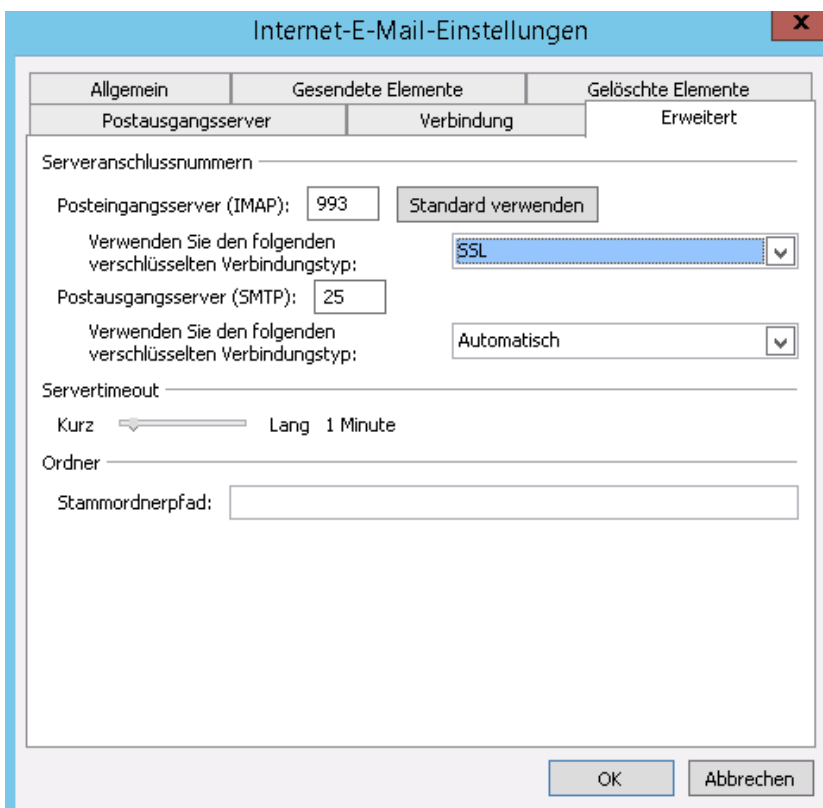 Internet-E-Mail-Einstellungen
x
Allgemein
Gesendete Elemente
Gelöschte Elemente
Postausgangsserver
Verbindung
Erweitert
Serveranschlussnummern
Posteingangsserver (IMAP): 993 Standard verwenden
Verwenden Sie den folgenden
verschlüsselten Verbindungstyp: SSL
Postausgangsserver (SMTP): 25
Verwenden Sie den folgenden
verschlüsselten Verbindungstyp: Automatisch
Servertimeout
Kurz Lang 1 Minute
Ordner
Stammordnerpfad:
OK Abbrechen